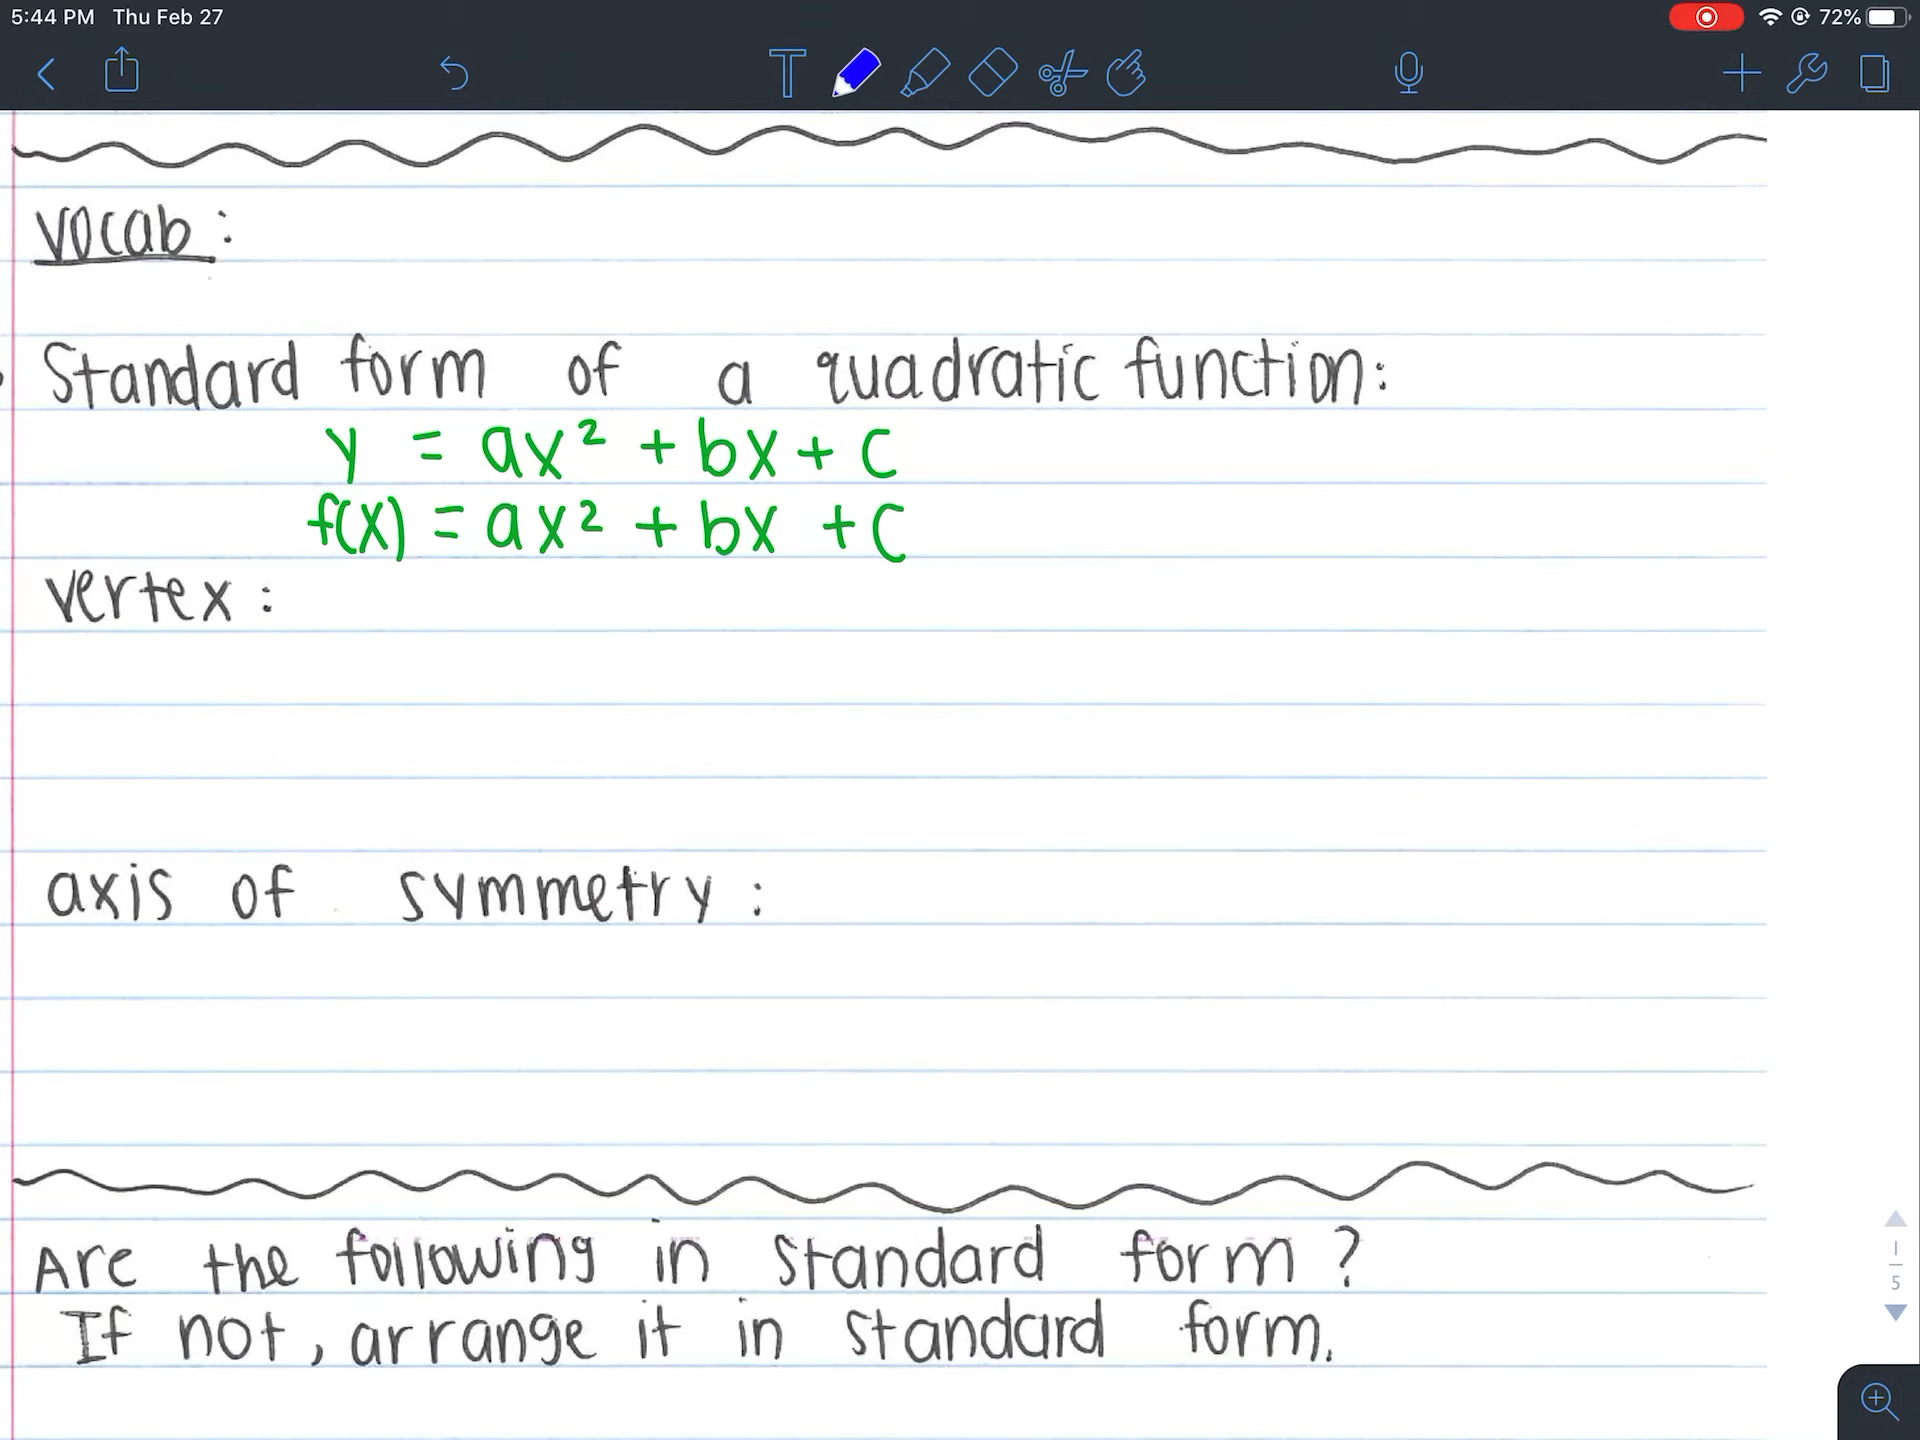 5:44 PM Thu Feb 27
72%
T
vocab:
Standard form of a quadratic function:
y = ax² + bx + c
f(x) = ax² + bx + c
vertex:
axis of symmetry:
Are the following in standard form?
If not, arrange it in standard form.
1
5